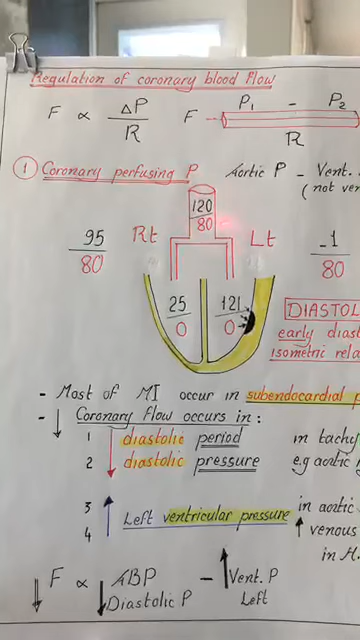 Regulation of coronary blood flow
F ∝ ΔP / R    F    P₁ - P₂
R
① Coronary perfusing P    Aortic P - Vent.
(not ve
120
80
95    Rt    Lt    -1
80    80
25    121
0    0
DIASTOL
early dias
isometric rela
- Most of MI occur in subendocardial p
- ↓ Coronary flow occurs in:
1 ↓ diastolic period    in tachy
2 diastolic pressure    e.g aortic
3 ↑ Left ventricular pressure    in aortic
4    ↑ venous
in H.
↓ F ∝ ↓ ABP - ↑ Vent. P
Diastolic P    Left